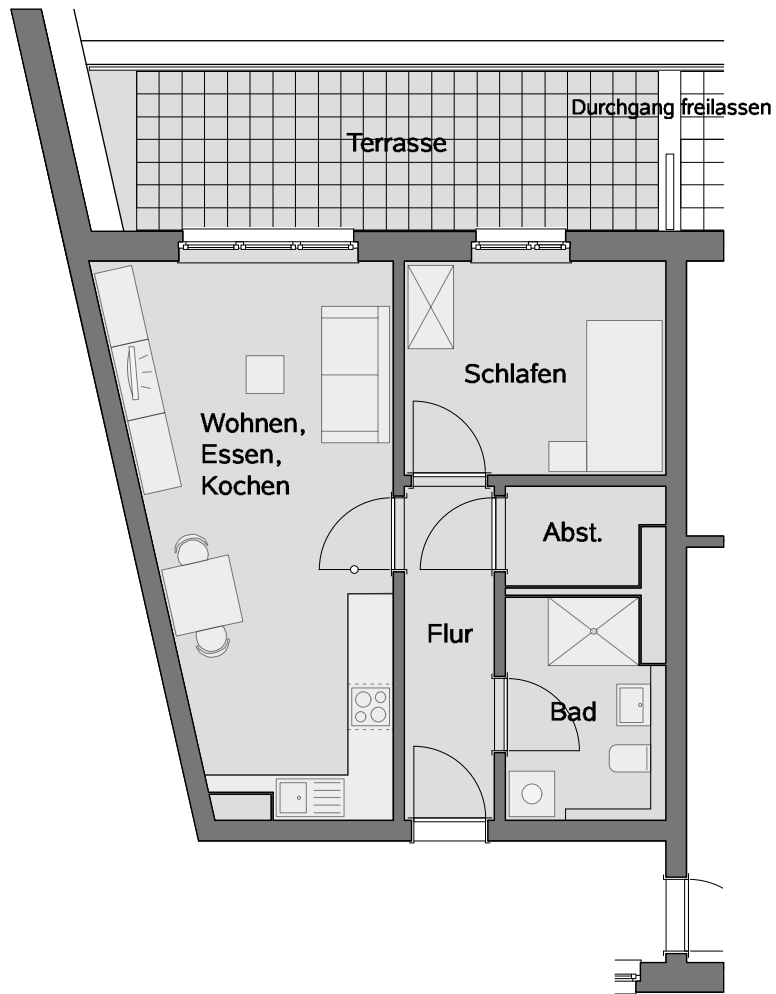 Durchgang freilassen
Terrasse
Schlafen
Wohnen,
Essen,
Kochen
Abst.
Flur
Bad